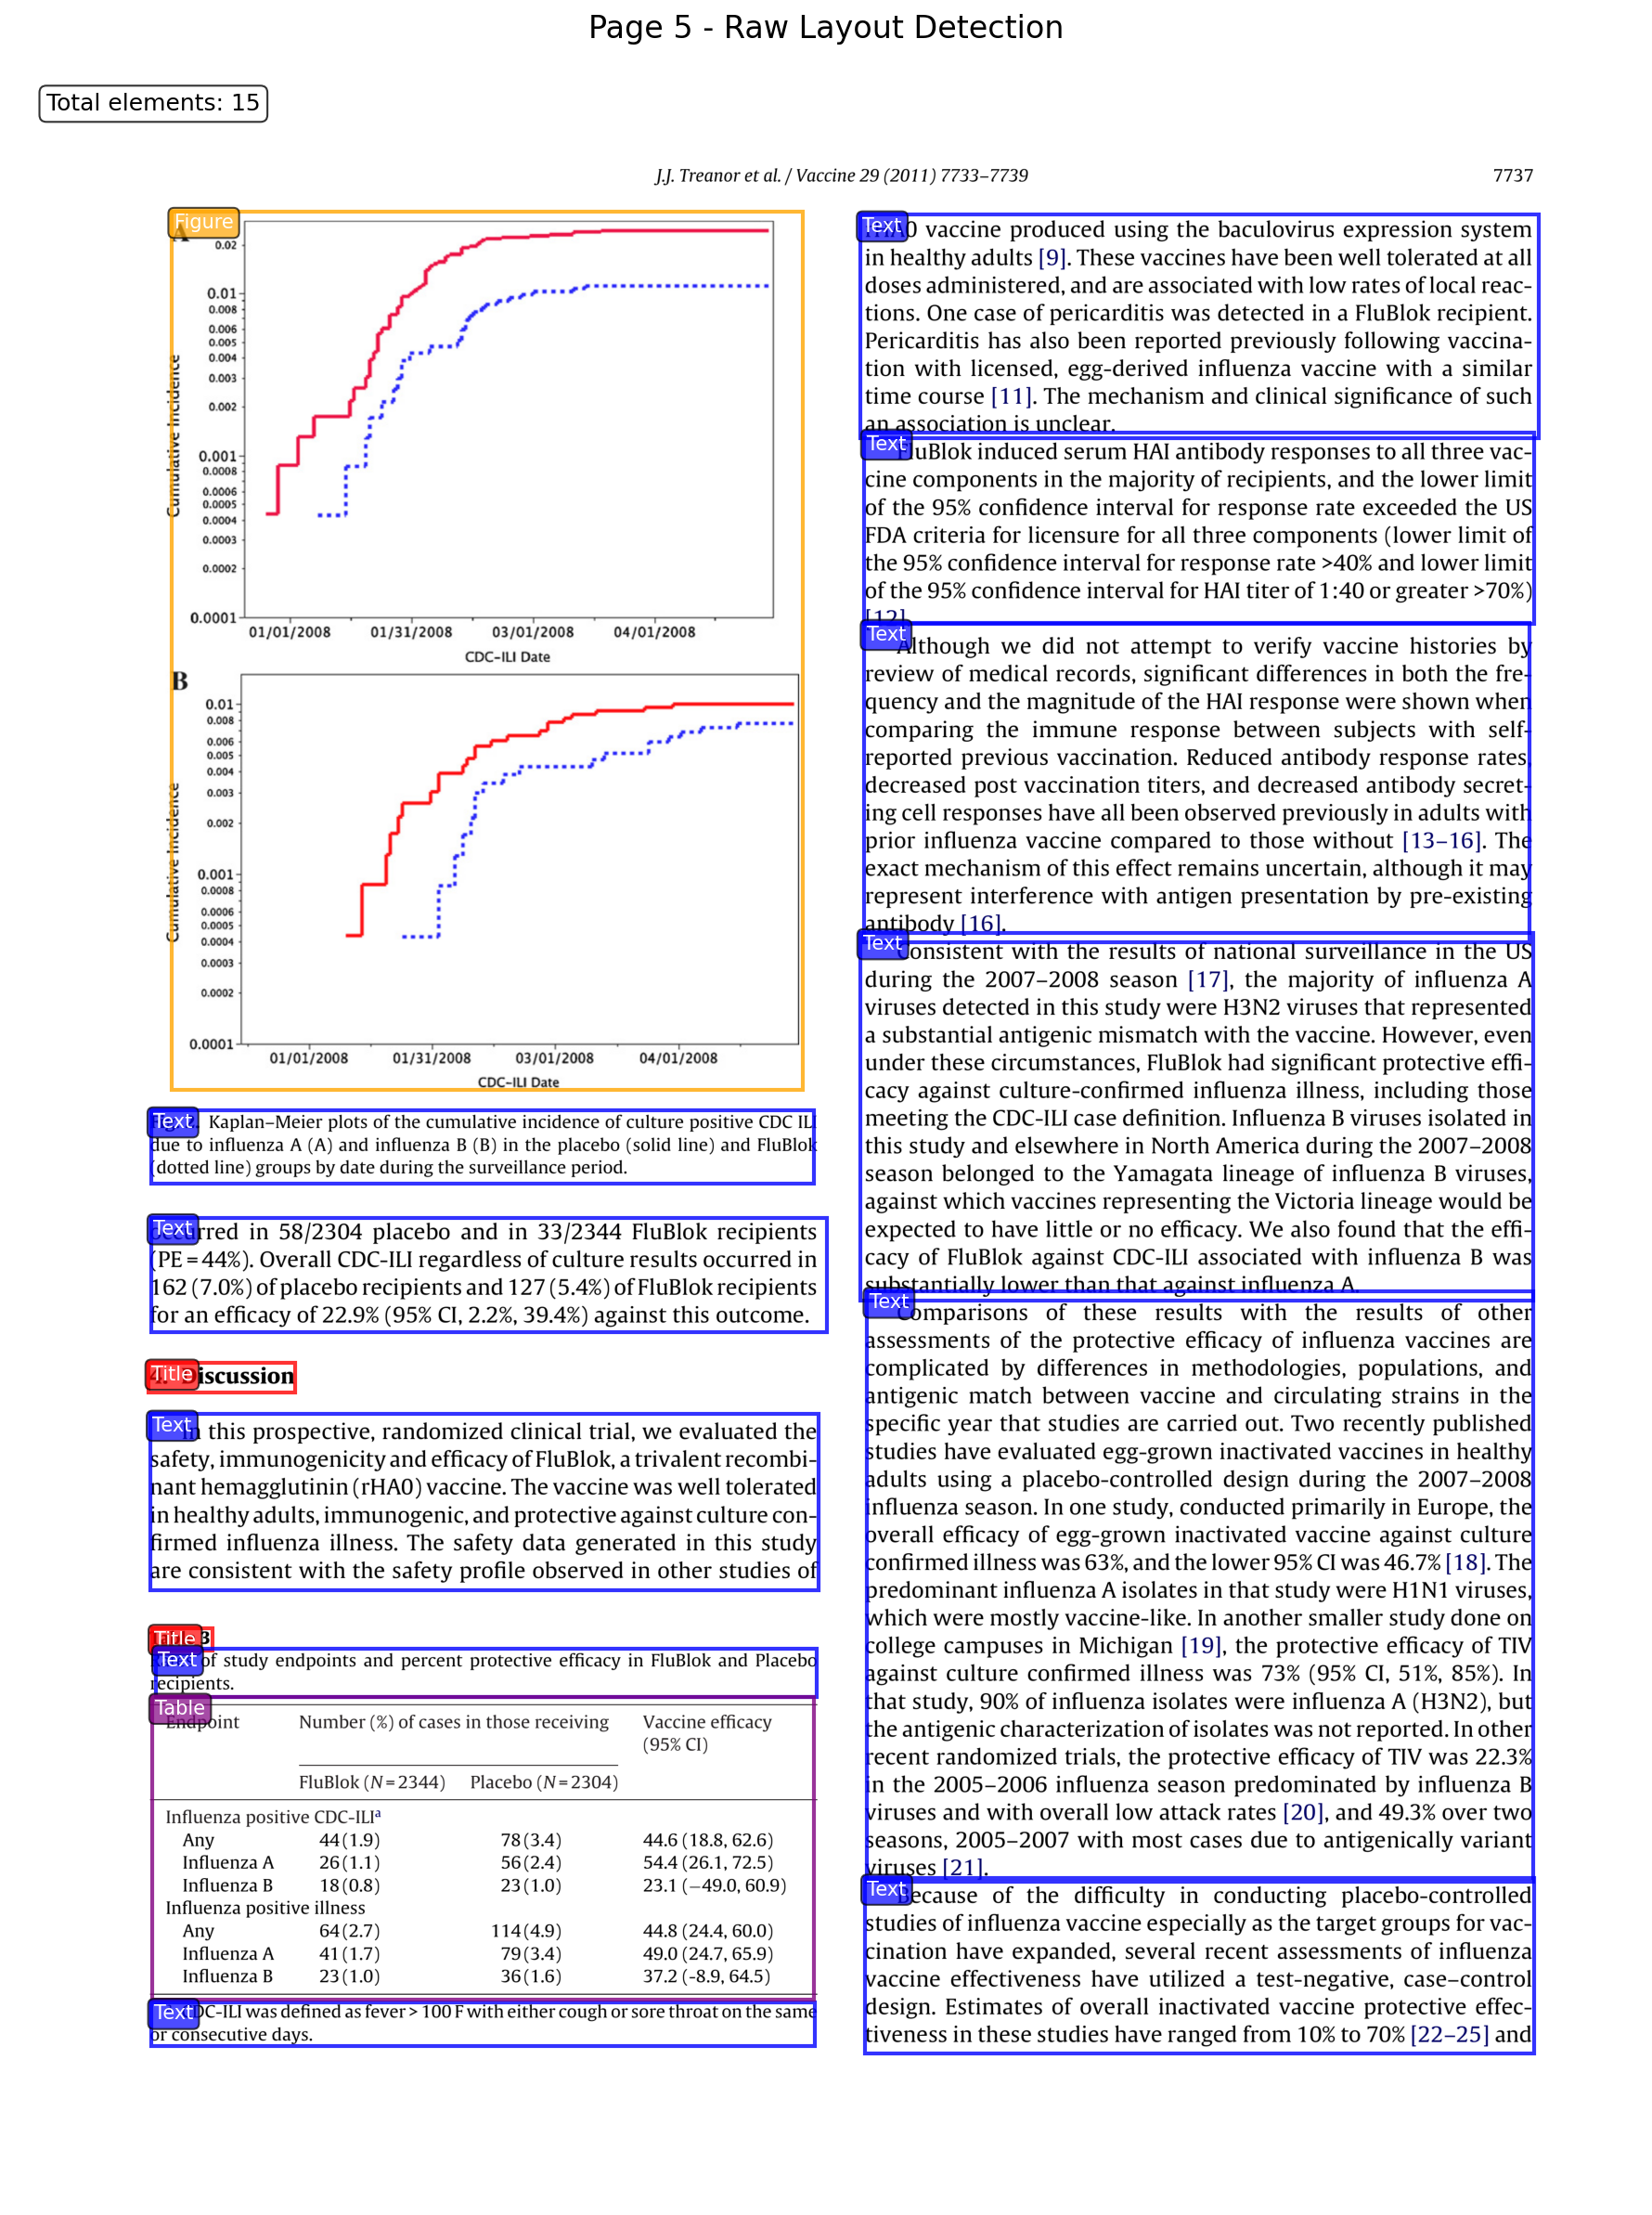 Page 5 - Raw Layout Detection
Total elements: 15
J.J. Treanor et al. / Vaccine 29 (2011) 7733–7739
7737
Figure
A
0.02
0.01
0.008
0.006
0.005
0.004
0.003
0.002
0.001
0.0008
0.0006
0.0005
0.0004
0.0003
0.0002
0.0001
Cumulative Incidence
01/01/2008 01/31/2008 03/01/2008 04/01/2008
CDC-ILI Date
B
0.01
0.008
0.006
0.005
0.004
0.003
0.002
0.001
0.0008
0.0006
0.0005
0.0004
0.0003
0.0002
0.0001
Cumulative Incidence
01/01/2008 01/31/2008 03/01/2008 04/01/2008
CDC-ILI Date
Text
Kaplan–Meier plots of the cumulative incidence of culture positive CDC ILI
due to influenza A (A) and influenza B (B) in the placebo (solid line) and FluBlok
(dotted line) groups by date during the surveillance period.
Text
occurred in 58/2304 placebo and in 33/2344 FluBlok recipients
(PE = 44%). Overall CDC-ILI regardless of culture results occurred in
162 (7.0%) of placebo recipients and 127 (5.4%) of FluBlok recipients
for an efficacy of 22.9% (95% CI, 2.2%, 39.4%) against this outcome.
Title
4. Discussion
Text
In this prospective, randomized clinical trial, we evaluated the
safety, immunogenicity and efficacy of FluBlok, a trivalent recombi-
nant hemagglutinin (rHA0) vaccine. The vaccine was well tolerated
in healthy adults, immunogenic, and protective against culture con-
firmed influenza illness. The safety data generated in this study
are consistent with the safety profile observed in other studies of
Title
3
Text
of study endpoints and percent protective efficacy in FluBlok and Placebo
recipients.
Table
Endpoint Number (%) of cases in those receiving Vaccine efficacy
(95% CI)
FluBlok (N = 2344) Placebo (N = 2304)
Influenza positive CDC-ILIa
Any 44 (1.9) 78 (3.4) 44.6 (18.8, 62.6)
Influenza A 26 (1.1) 56 (2.4) 54.4 (26.1, 72.5)
Influenza B 18 (0.8) 23 (1.0) 23.1 (−49.0, 60.9)
Influenza positive illness
Any 64 (2.7) 114 (4.9) 44.8 (24.4, 60.0)
Influenza A 41 (1.7) 79 (3.4) 49.0 (24.7, 65.9)
Influenza B 23 (1.0) 36 (1.6) 37.2 (-8.9, 64.5)
Text
CDC-ILI was defined as fever > 100 F with either cough or sore throat on the same
or consecutive days.
Text
rHA0 vaccine produced using the baculovirus expression system
in healthy adults [9]. These vaccines have been well tolerated at all
doses administered, and are associated with low rates of local reac-
tions. One case of pericarditis was detected in a FluBlok recipient.
Pericarditis has also been reported previously following vaccina-
tion with licensed, egg-derived influenza vaccine with a similar
time course [11]. The mechanism and clinical significance of such
an association is unclear.
Text
FluBlok induced serum HAI antibody responses to all three vac-
cine components in the majority of recipients, and the lower limit
of the 95% confidence interval for response rate exceeded the US
FDA criteria for licensure for all three components (lower limit of
the 95% confidence interval for response rate >40% and lower limit
of the 95% confidence interval for HAI titer of 1:40 or greater >70%)
[12].
Text
Although we did not attempt to verify vaccine histories by
review of medical records, significant differences in both the fre-
quency and the magnitude of the HAI response were shown when
comparing the immune response between subjects with self-
reported previous vaccination. Reduced antibody response rates,
decreased post vaccination titers, and decreased antibody secret-
ing cell responses have all been observed previously in adults with
prior influenza vaccine compared to those without [13–16]. The
exact mechanism of this effect remains uncertain, although it may
represent interference with antigen presentation by pre-existing
antibody [16].
Text
Consistent with the results of national surveillance in the US
during the 2007–2008 season [17], the majority of influenza A
viruses detected in this study were H3N2 viruses that represented
a substantial antigenic mismatch with the vaccine. However, even
under these circumstances, FluBlok had significant protective effi-
cacy against culture-confirmed influenza illness, including those
meeting the CDC-ILI case definition. Influenza B viruses isolated in
this study and elsewhere in North America during the 2007–2008
season belonged to the Yamagata lineage of influenza B viruses,
against which vaccines representing the Victoria lineage would be
expected to have little or no efficacy. We also found that the effi-
cacy of FluBlok against CDC-ILI associated with influenza B was
substantially lower than that against influenza A.
Text
Comparisons of these results with the results of other
assessments of the protective efficacy of influenza vaccines are
complicated by differences in methodologies, populations, and
antigenic match between vaccine and circulating strains in the
specific year that studies are carried out. Two recently published
studies have evaluated egg-grown inactivated vaccines in healthy
adults using a placebo-controlled design during the 2007–2008
influenza season. In one study, conducted primarily in Europe, the
overall efficacy of egg-grown inactivated vaccine against culture
confirmed illness was 63%, and the lower 95% CI was 46.7% [18]. The
predominant influenza A isolates in that study were H1N1 viruses,
which were mostly vaccine-like. In another smaller study done on
college campuses in Michigan [19], the protective efficacy of TIV
against culture confirmed illness was 73% (95% CI, 51%, 85%). In
that study, 90% of influenza isolates were influenza A (H3N2), but
the antigenic characterization of isolates was not reported. In other
recent randomized trials, the protective efficacy of TIV was 22.3%
in the 2005–2006 influenza season predominated by influenza B
viruses and with overall low attack rates [20], and 49.3% over two
seasons, 2005–2007 with most cases due to antigenically variant
viruses [21].
Text
Because of the difficulty in conducting placebo-controlled
studies of influenza vaccine especially as the target groups for vac-
cination have expanded, several recent assessments of influenza
vaccine effectiveness have utilized a test-negative, case–control
design. Estimates of overall inactivated vaccine protective effec-
tiveness in these studies have ranged from 10% to 70% [22–25] and